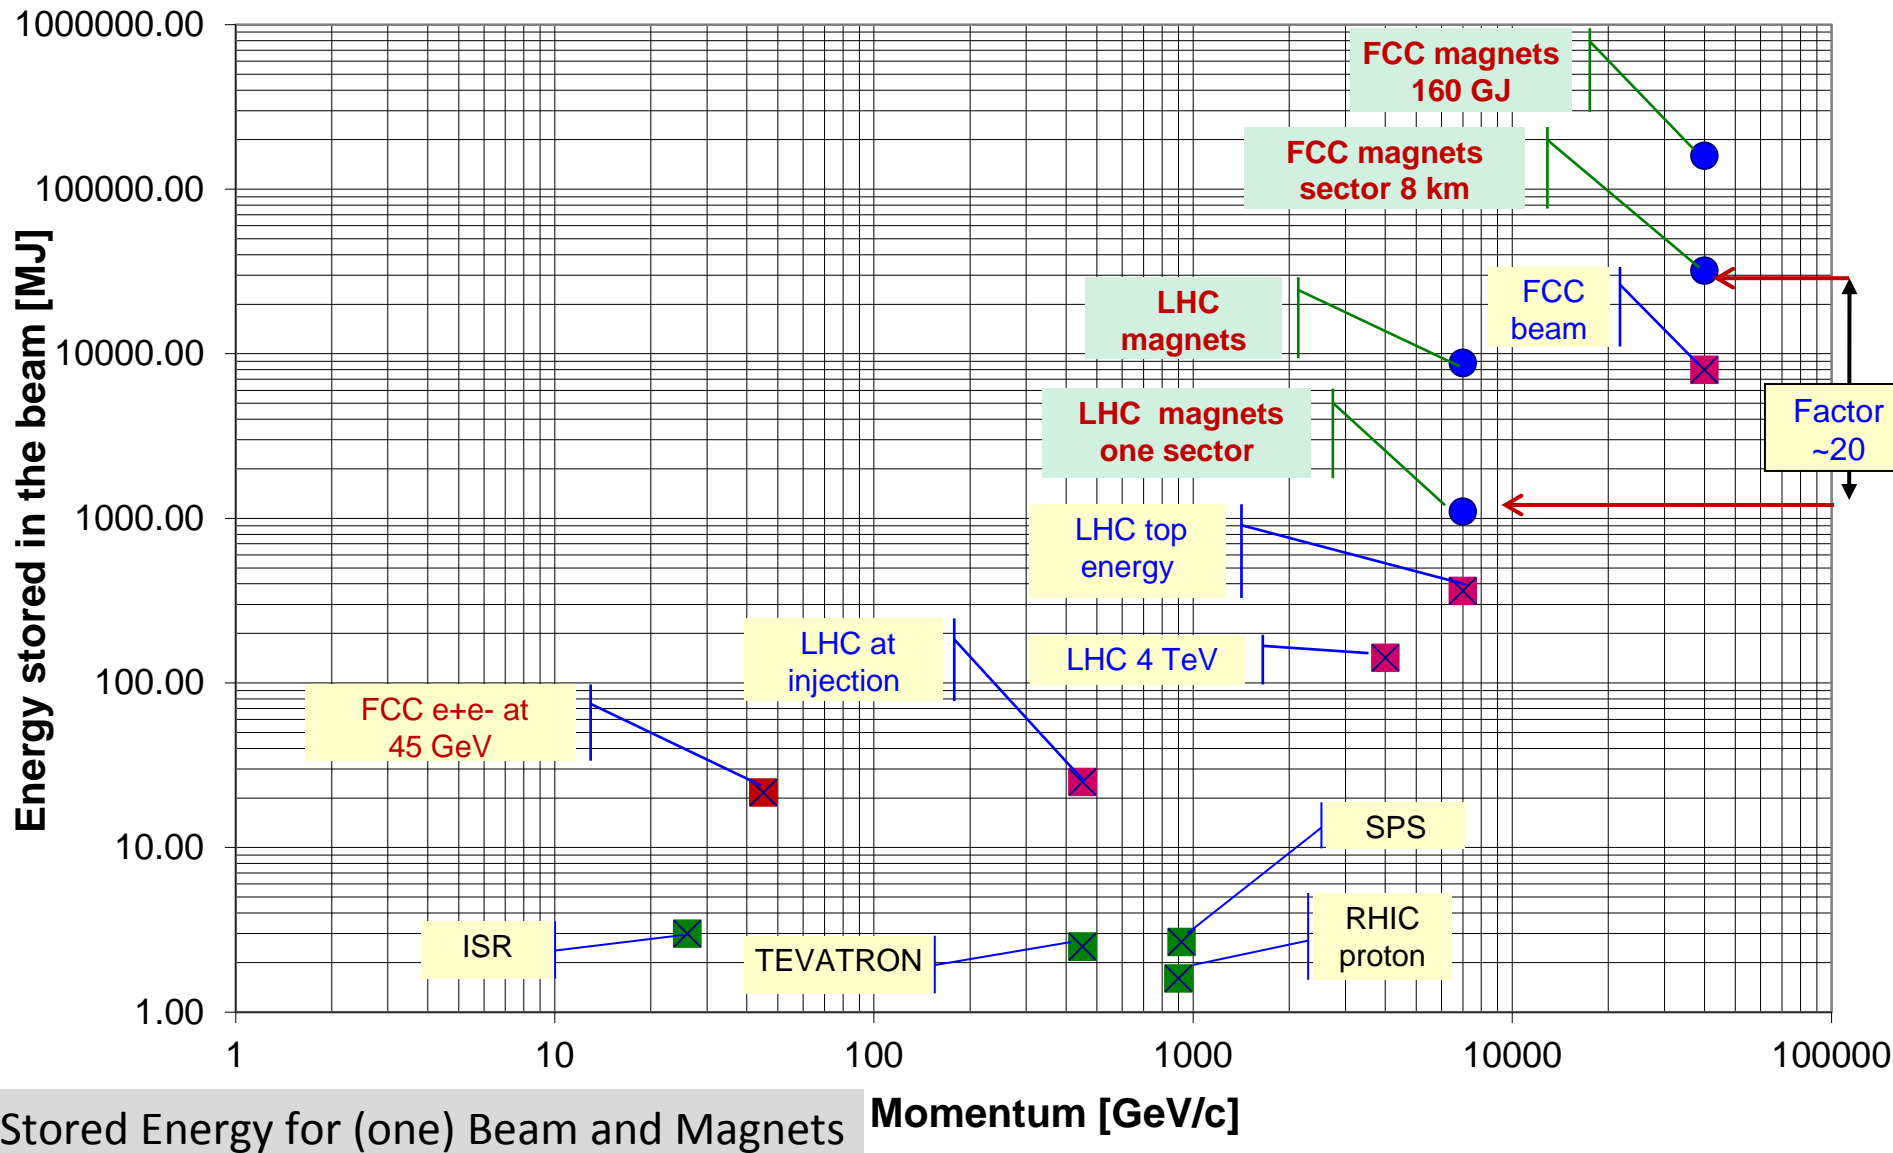 1000000.00
FCC magnets
160 GJ
FCC magnets
sector 8 km
100000.00
Energy stored in the beam [MJ]
FCC
beam
LHC
magnets
10000.00
LHC magnets
one sector
Factor
~20
1000.00
LHC top
energy
LHC at
injection
LHC 4 TeV
100.00
FCC e+e- at
45 GeV
SPS
10.00
RHIC
proton
ISR
TEVATRON
1.00
1 10 100 1000 10000 100000
Momentum [GeV/c]
Stored Energy for (one) Beam and Magnets